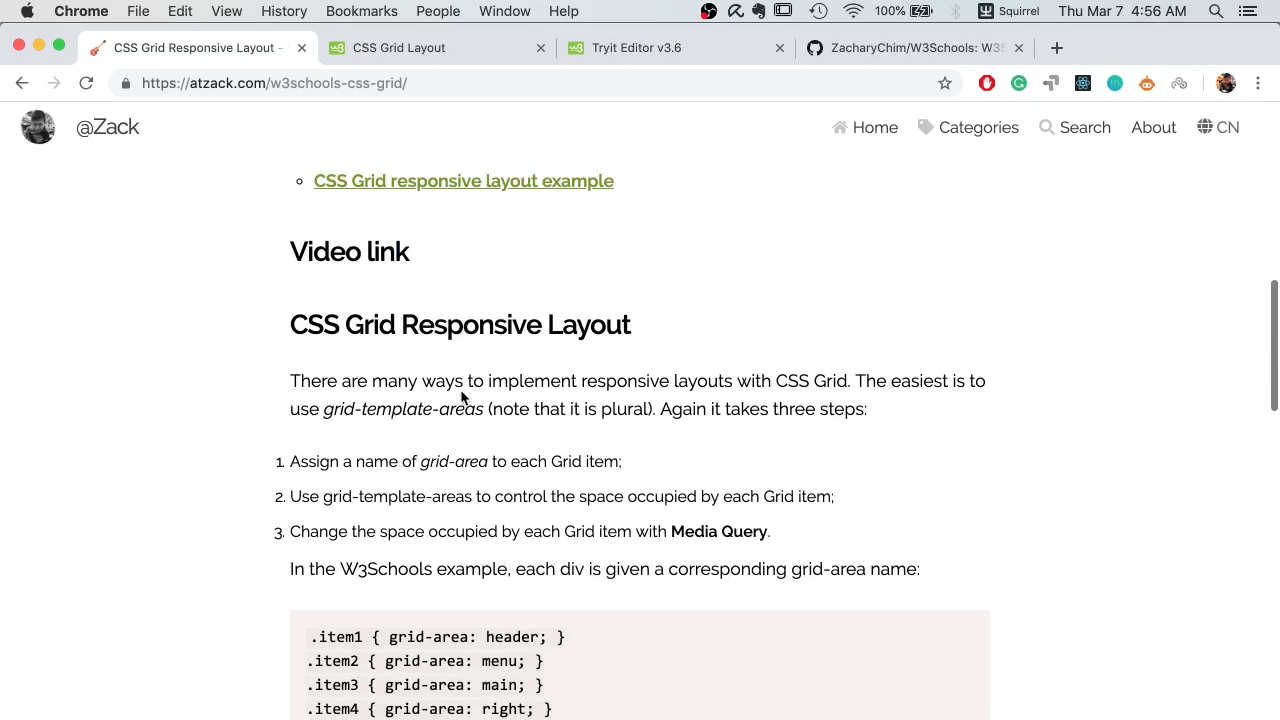 Chrome File Edit View History Bookmarks People Window Help 100% Squirrel Thu Mar 7 4:56 AM
CSS Grid Responsive Layout - CSS Grid Layout Tryit Editor v3.6 ZacharyChim/W3Schools: W3S
https://atzack.com/w3schools-css-grid/
@Zack Home Categories Search About CN
CSS Grid responsive layout example
Video link
CSS Grid Responsive Layout
There are many ways to implement responsive layouts with CSS Grid. The easiest is to
use grid-template-areas (note that it is plural). Again it takes three steps:
1. Assign a name of grid-area to each Grid item;
2. Use grid-template-areas to control the space occupied by each Grid item;
3. Change the space occupied by each Grid item with Media Query.
In the W3Schools example, each div is given a corresponding grid-area name:
.item1 { grid-area: header; }
.item2 { grid-area: menu; }
.item3 { grid-area: main; }
.item4 { grid-area: right; }